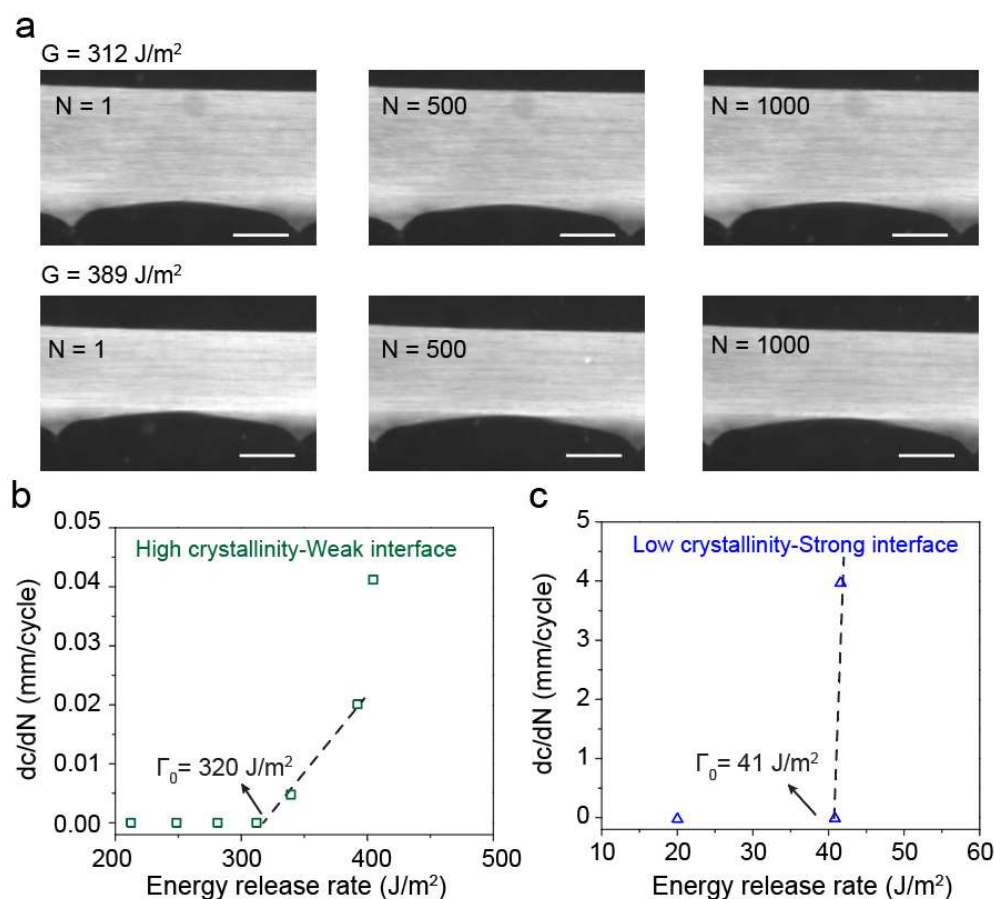 a
G = 312 J/m²
N = 1
N = 500
N = 1000
G = 389 J/m²
N = 1
N = 500
N = 1000
b
High crystallinity-Weak interface
dc/dN (mm/cycle)
0.05
0.04
0.03
0.02
0.01
0.00
Γ₀= 320 J/m²
200 300 400 500
Energy release rate (J/m²)
c
Low crystallinity-Strong interface
dc/dN (mm/cycle)
5
4
3
2
1
0
Γ₀= 41 J/m²
10 20 30 40 50 60
Energy release rate (J/m²)